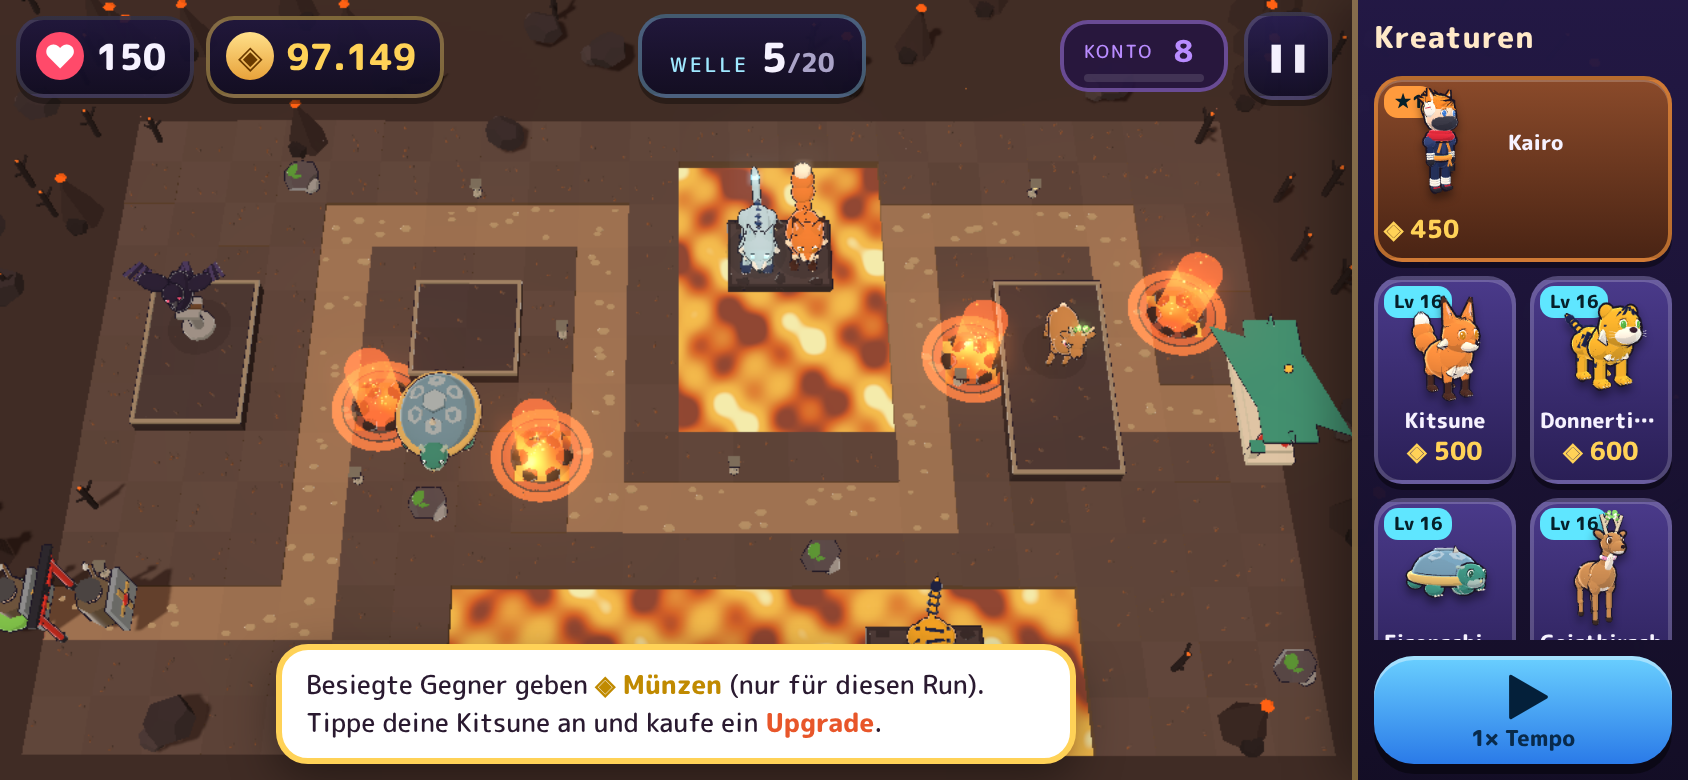 150
97.149
WELLE 5/20
KONTO 8
Kreaturen
★1
Kairo
450
Lv 16
Kitsune
500
Lv 16
Donnerti…
600
Lv 16
Lv 16
Besiegte Gegner geben ◈ Münzen (nur für diesen Run).
Tippe deine Kitsune an und kaufe ein Upgrade.
1× Tempo